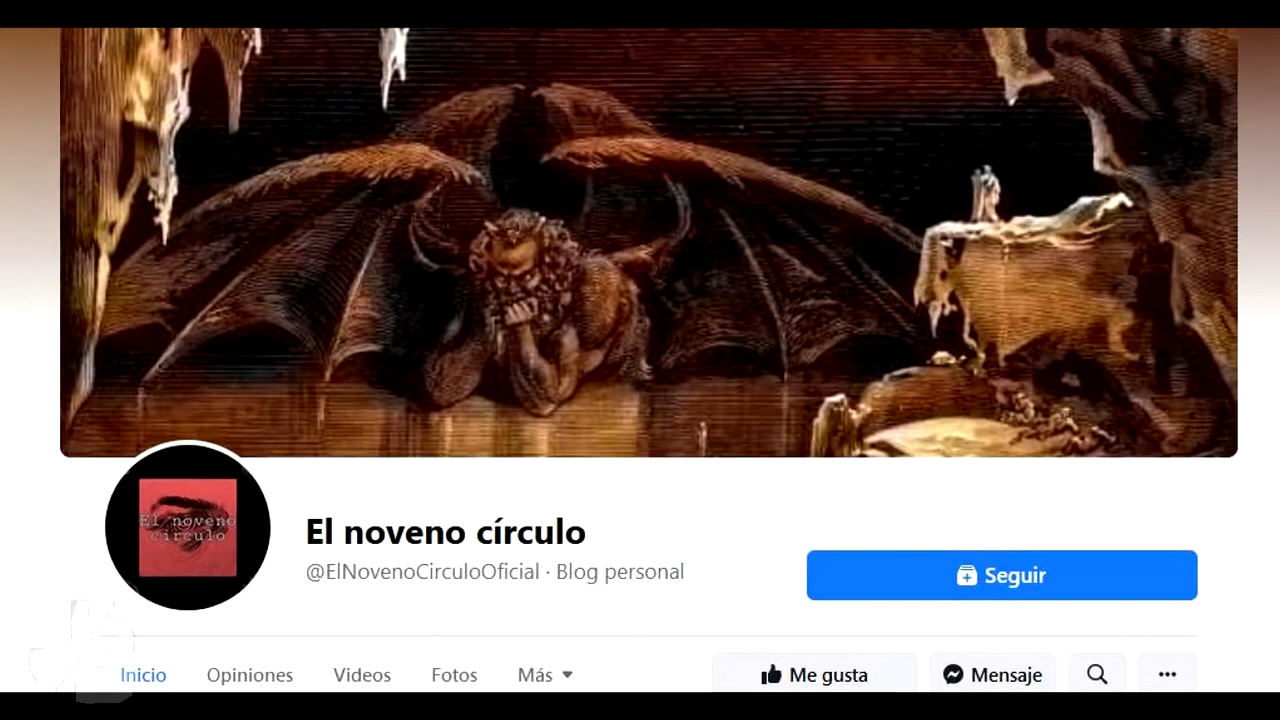 El noveno
círculo
El noveno círculo
@ElNovenoCirculoOficial · Blog personal
Seguir
Inicio Opiniones Videos Fotos Más Me gusta Mensaje